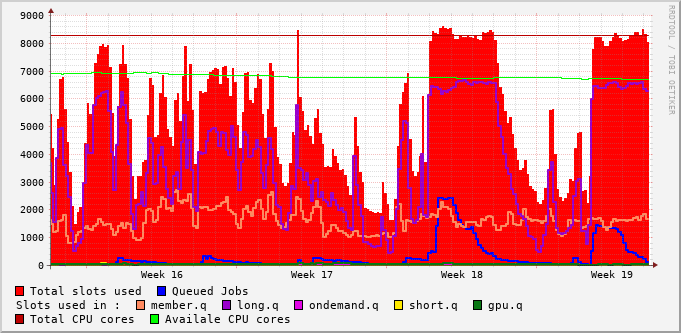 9000
8000
7000
6000
5000
4000
3000
2000
1000
0
Week 16 Week 17 Week 18 Week 19
RRDTOOL / TOBI OETIKER
Total slots used Queued Jobs
Slots used in : member.q long.q ondemand.q short.q gpu.q
Total CPU cores Availale CPU cores